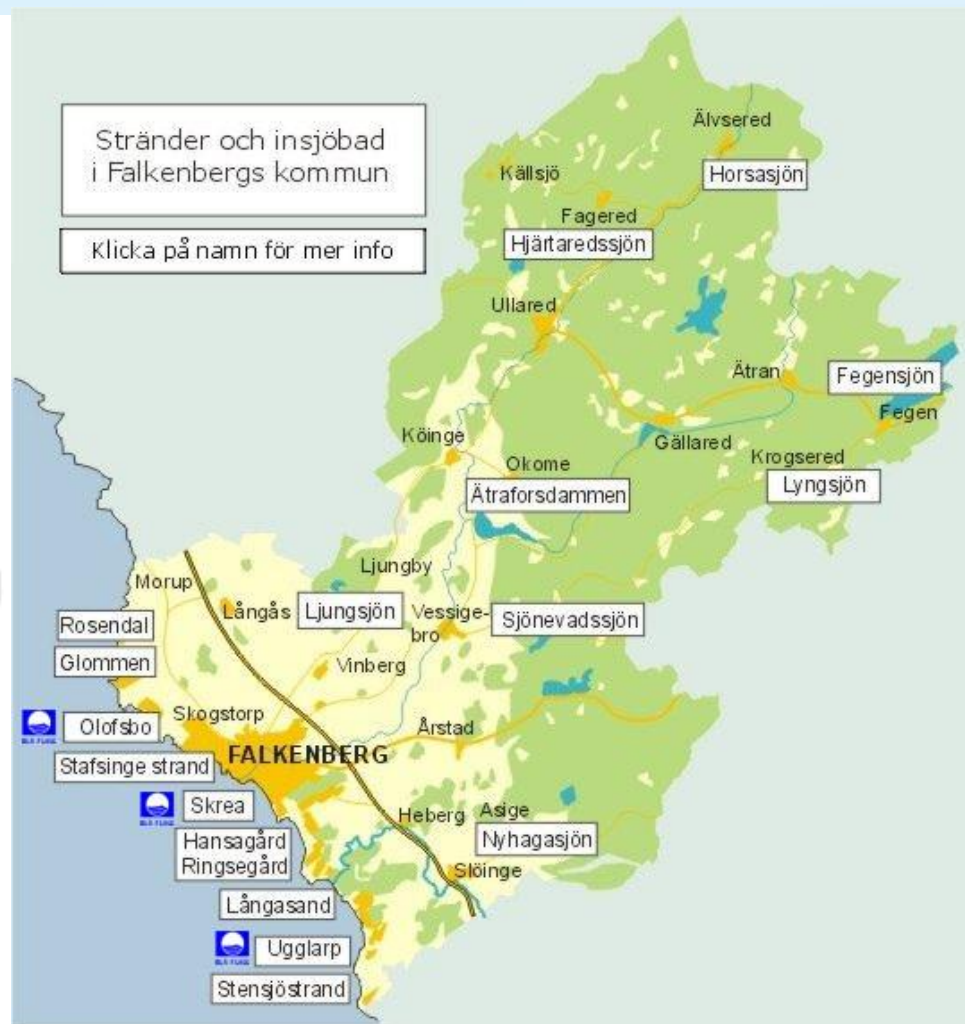 Stränder och insjöbad
i Falkenbergs kommun
Klicka på namn för mer info
Älvsered
Horsasjön
Källsjö
Fagered
Hjärtaredssjön
Ullared
Ätran
Fegensjön
Fegen
Gällared
Krogsered
Lyngsjön
Köinge
Okome
Ätraforsdammen
Ljungby
Morup
Långås
Ljungsjön
Vessige-
bro
Sjönevadssjön
Rosendal
Glommen
Vinberg
Skogstorp
Olofsbo
Årstad
FALKENBERG
Stafsinge strand
Skrea
Heberg
Asige
Nyhagasjön
Hansagård
Ringsegård
Slöinge
Långasand
Ugglarp
Stensjöstrand